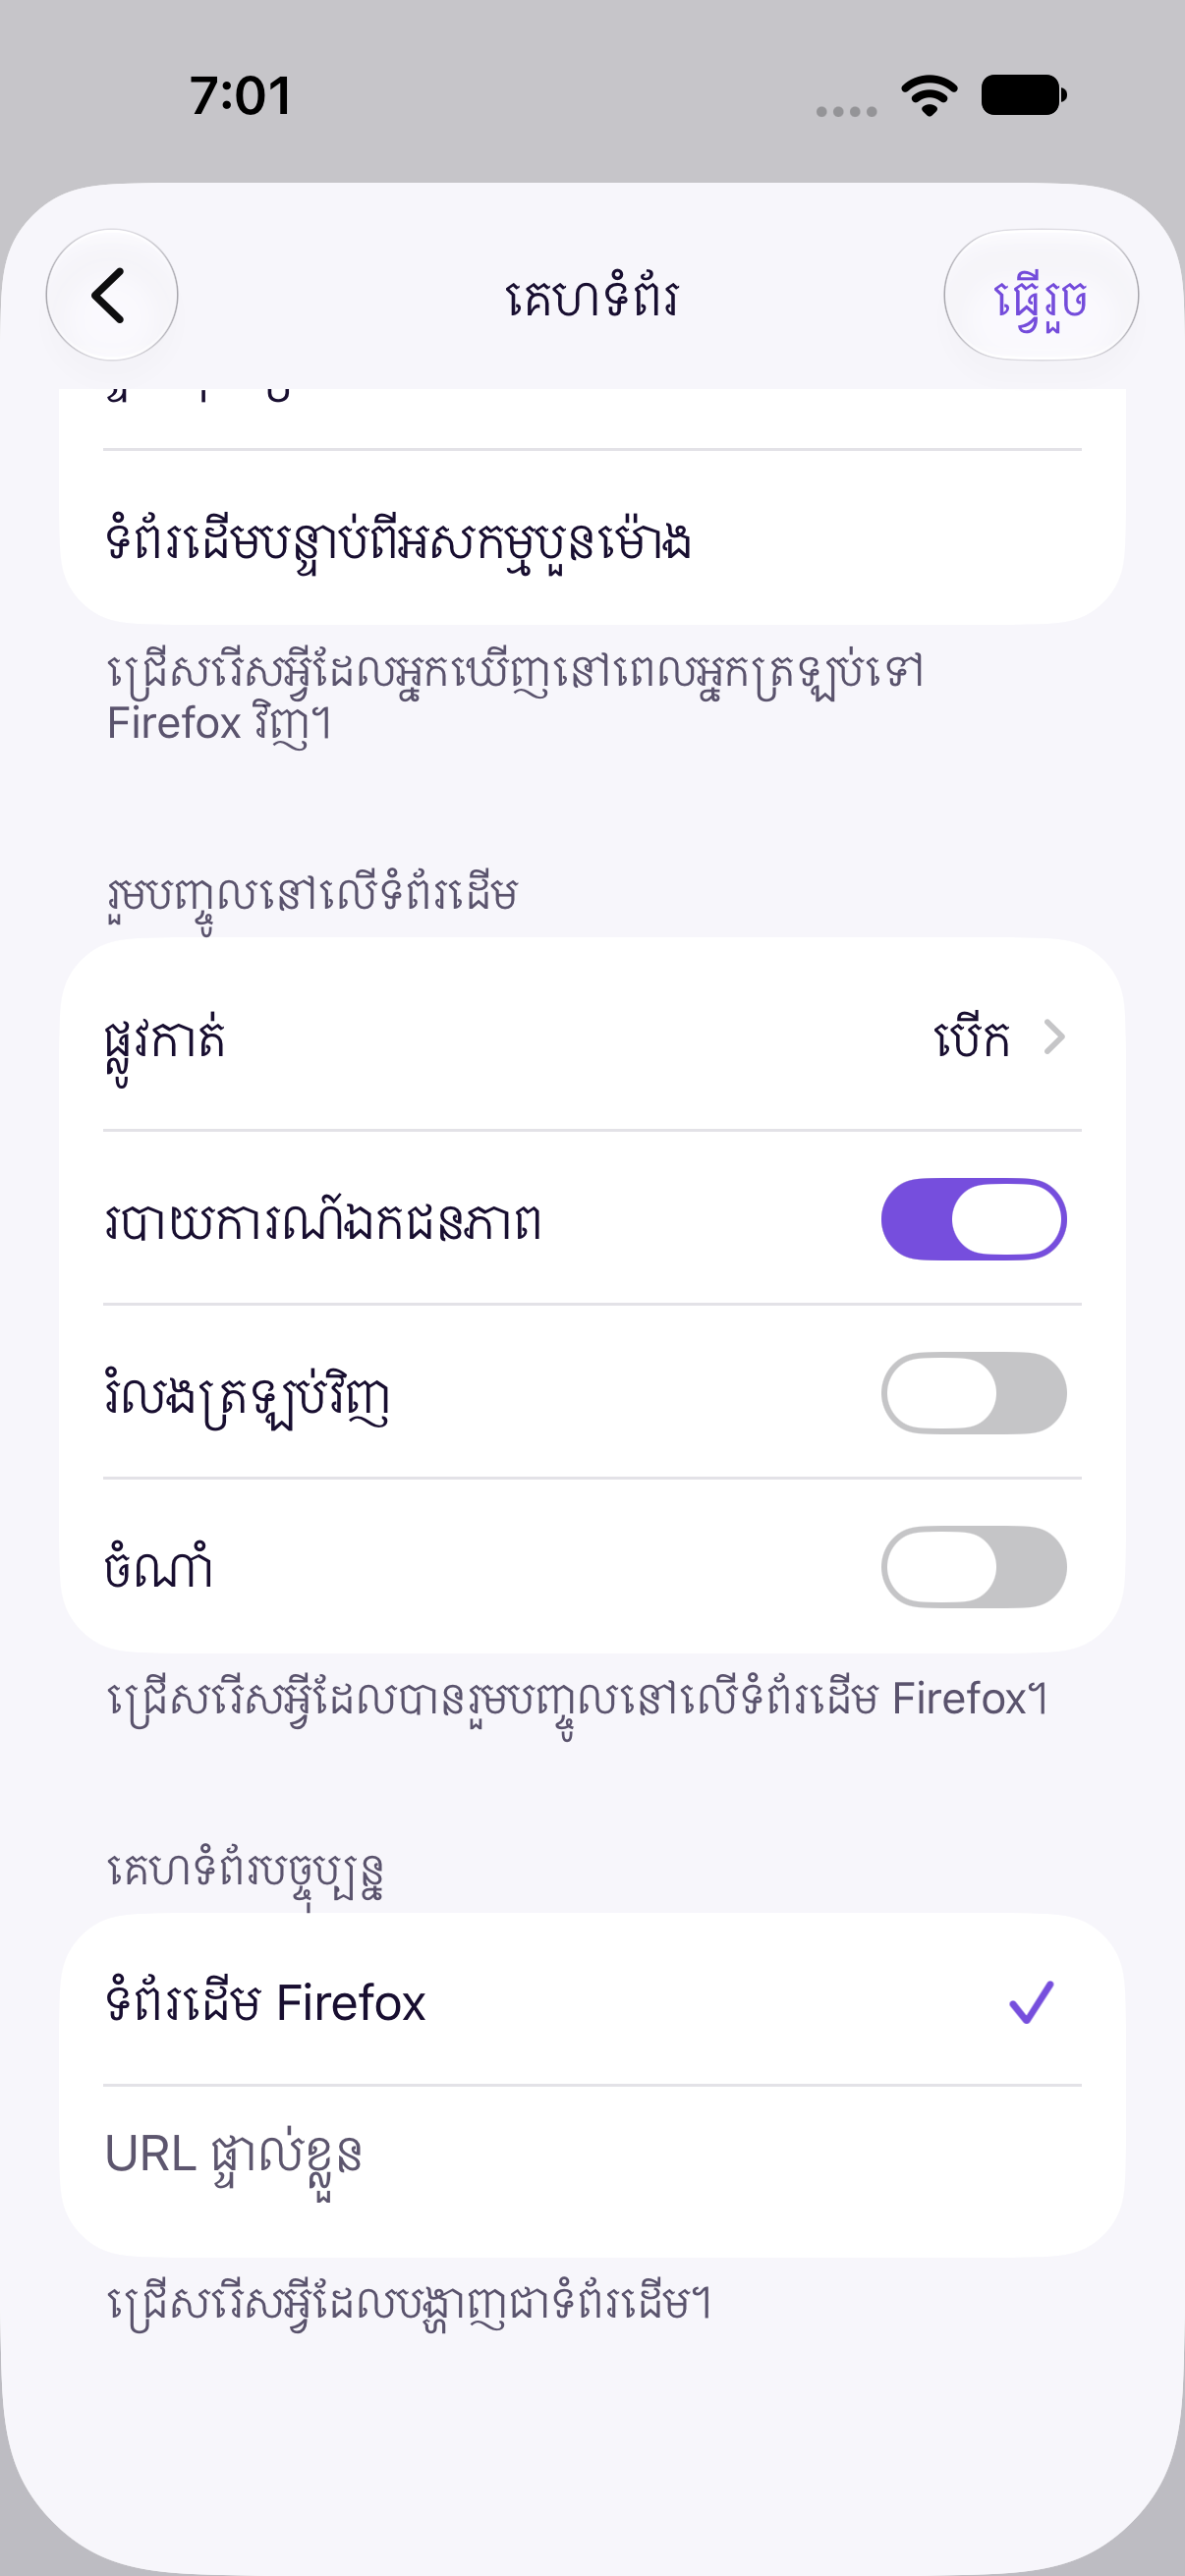 7:01
គេហទំព័រ
ធ្វើរួច
ទំព័រដើមបន្ទាប់ពីអសកម្មបួនម៉ោង
ជ្រើសរើសអ្វីដែលអ្នកឃើញនៅពេលអ្នកត្រឡប់ទៅ
Firefox វិញ។
រួមបញ្ចូលនៅលើទំព័រដើម
ផ្លូវកាត់
បើក
របាយការណ៍ឯកជនភាព
រំលងត្រឡប់វិញ
ចំណាំ
ជ្រើសរើសអ្វីដែលបានរួមបញ្ចូលនៅលើទំព័រដើម Firefox។
គេហទំព័របច្ចុប្បន្ន
ទំព័រដើម Firefox
URL ផ្ទាល់ខ្លួន
ជ្រើសរើសអ្វីដែលបង្ហាញជាទំព័រដើម។